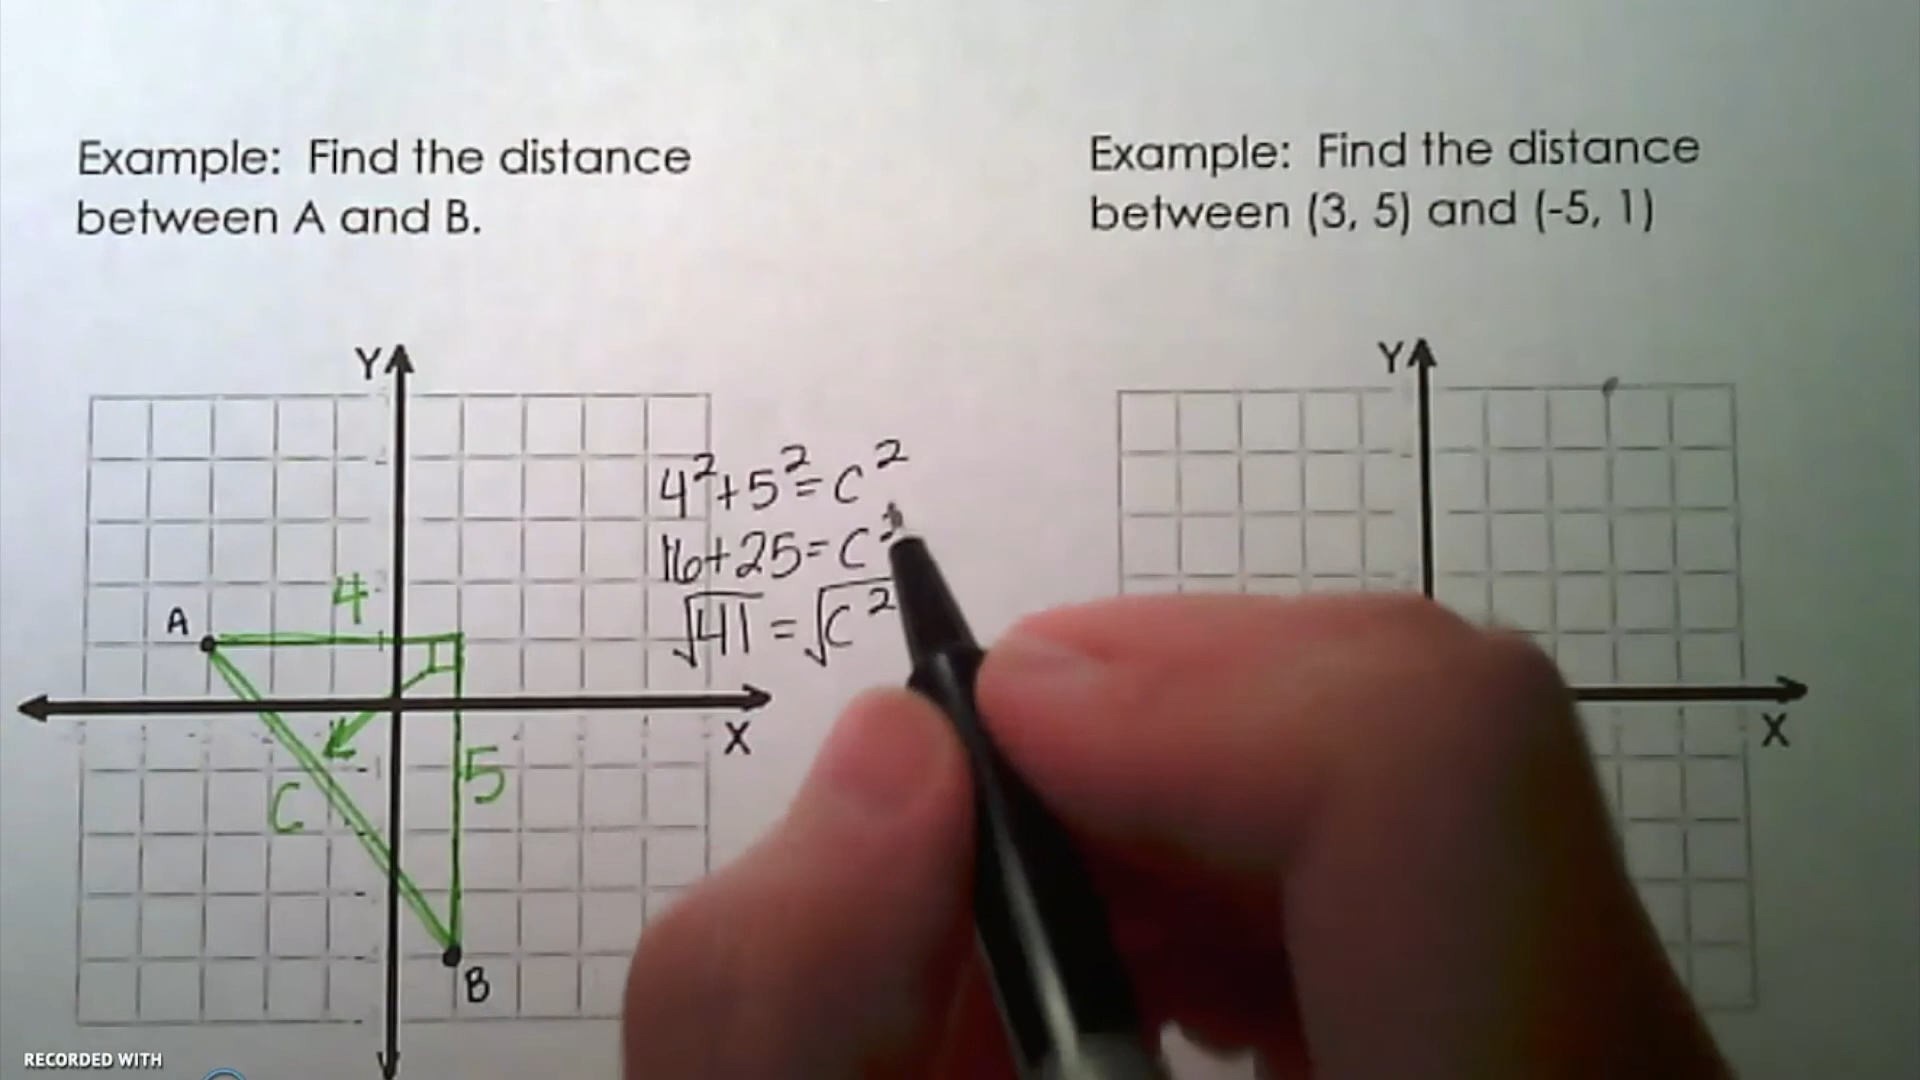 Example: Find the distance
between A and B.
Example: Find the distance
between (3, 5) and (-5, 1)
Y
4² + 5² = c²
16 + 25 = c²
√41 = √c²
4
A
X
5
C
B
Y
X
RECORDED WITH